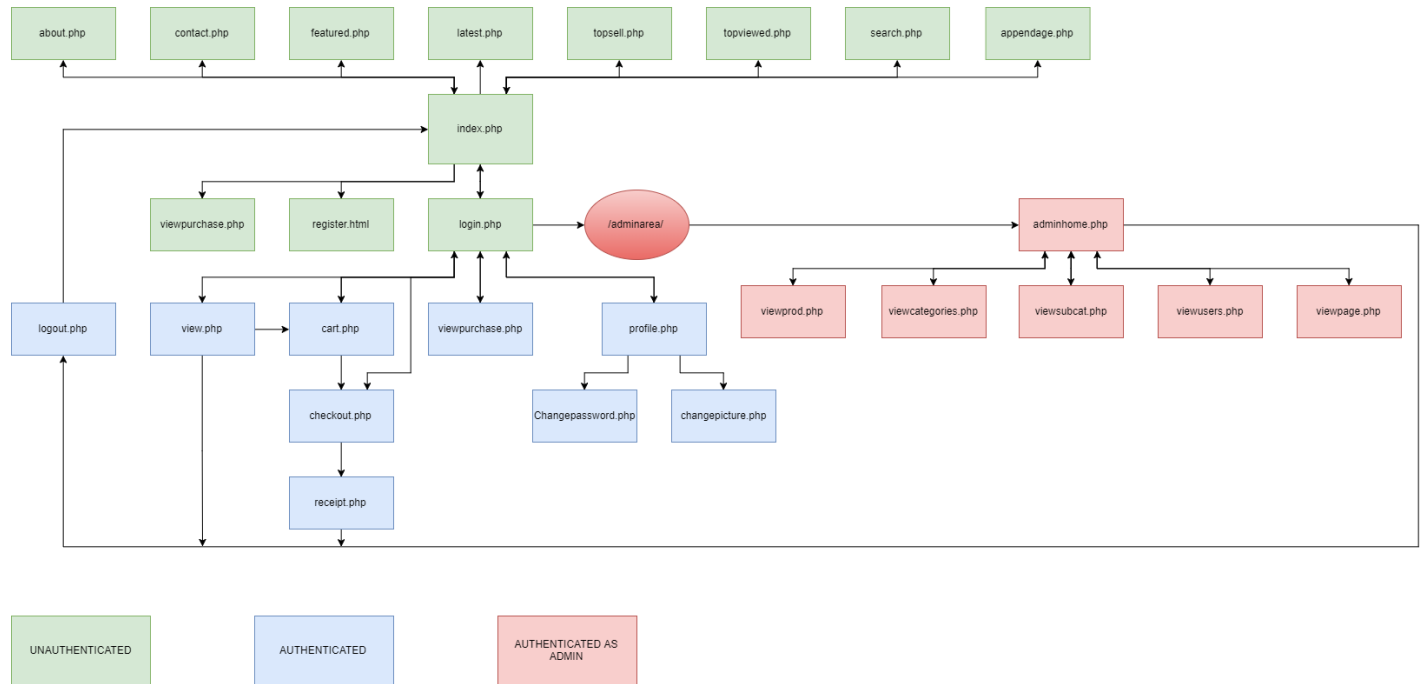 about.php
contact.php
featured.php
latest.php
topsell.php
topviewed.php
search.php
appendage.php
index.php
viewpurchase.php
register.html
login.php
/adminarea/
adminhome.php
viewprod.php
viewcategories.php
viewsubcat.php
viewusers.php
viewpage.php
logout.php
view.php
cart.php
viewpurchase.php
profile.php
checkout.php
Changepassword.php
changepicture.php
receipt.php
UNAUTHENTICATED
AUTHENTICATED
AUTHENTICATED AS
ADMIN